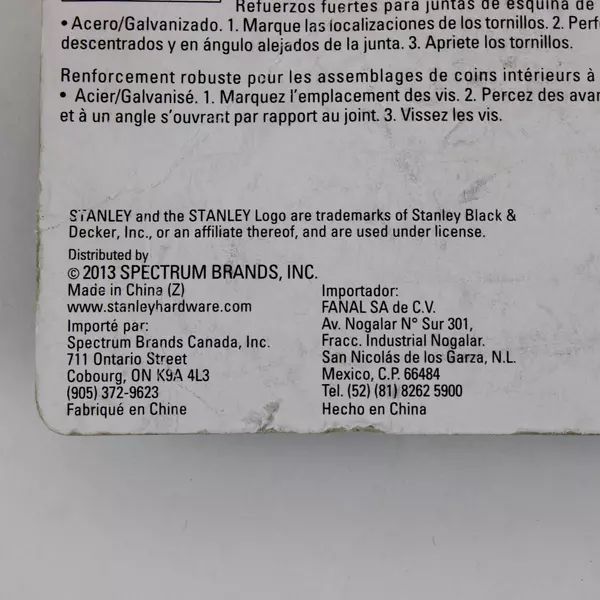 Refuerzos fuertes para juntas de esquina de
• Acero/Galvanizado. 1. Marque las localizaciones de los tornillos. 2. Perf
descentrados y en ángulo alejados de la junta. 3. Apriete los tornillos.
Renforcement robuste pour les assemblages de coins intérieurs à
• Acier/Galvanisé. 1. Marquez l'emplacement des vis. 2. Percez des avan
et à un angle s'ouvrant par rapport au joint. 3. Vissez les vis.
STANLEY and the STANLEY Logo are trademarks of Stanley Black &
Decker, Inc., or an affiliate thereof, and are used under license.
Distributed by
© 2013 SPECTRUM BRANDS, INC.
Made in China (Z)
www.stanleyhardware.com
Importé par:
Spectrum Brands Canada, Inc.
711 Ontario Street
Cobourg, ON K9A 4L3
(905) 372-9623
Fabriqué en Chine
Importador:
FANAL SA de C.V.
Av. Nogalar N° Sur 301,
Fracc. Industrial Nogalar.
San Nicolás de los Garza, N.L.
Mexico, C.P. 66484
Tel. (52) (81) 8262 5900
Hecho en China